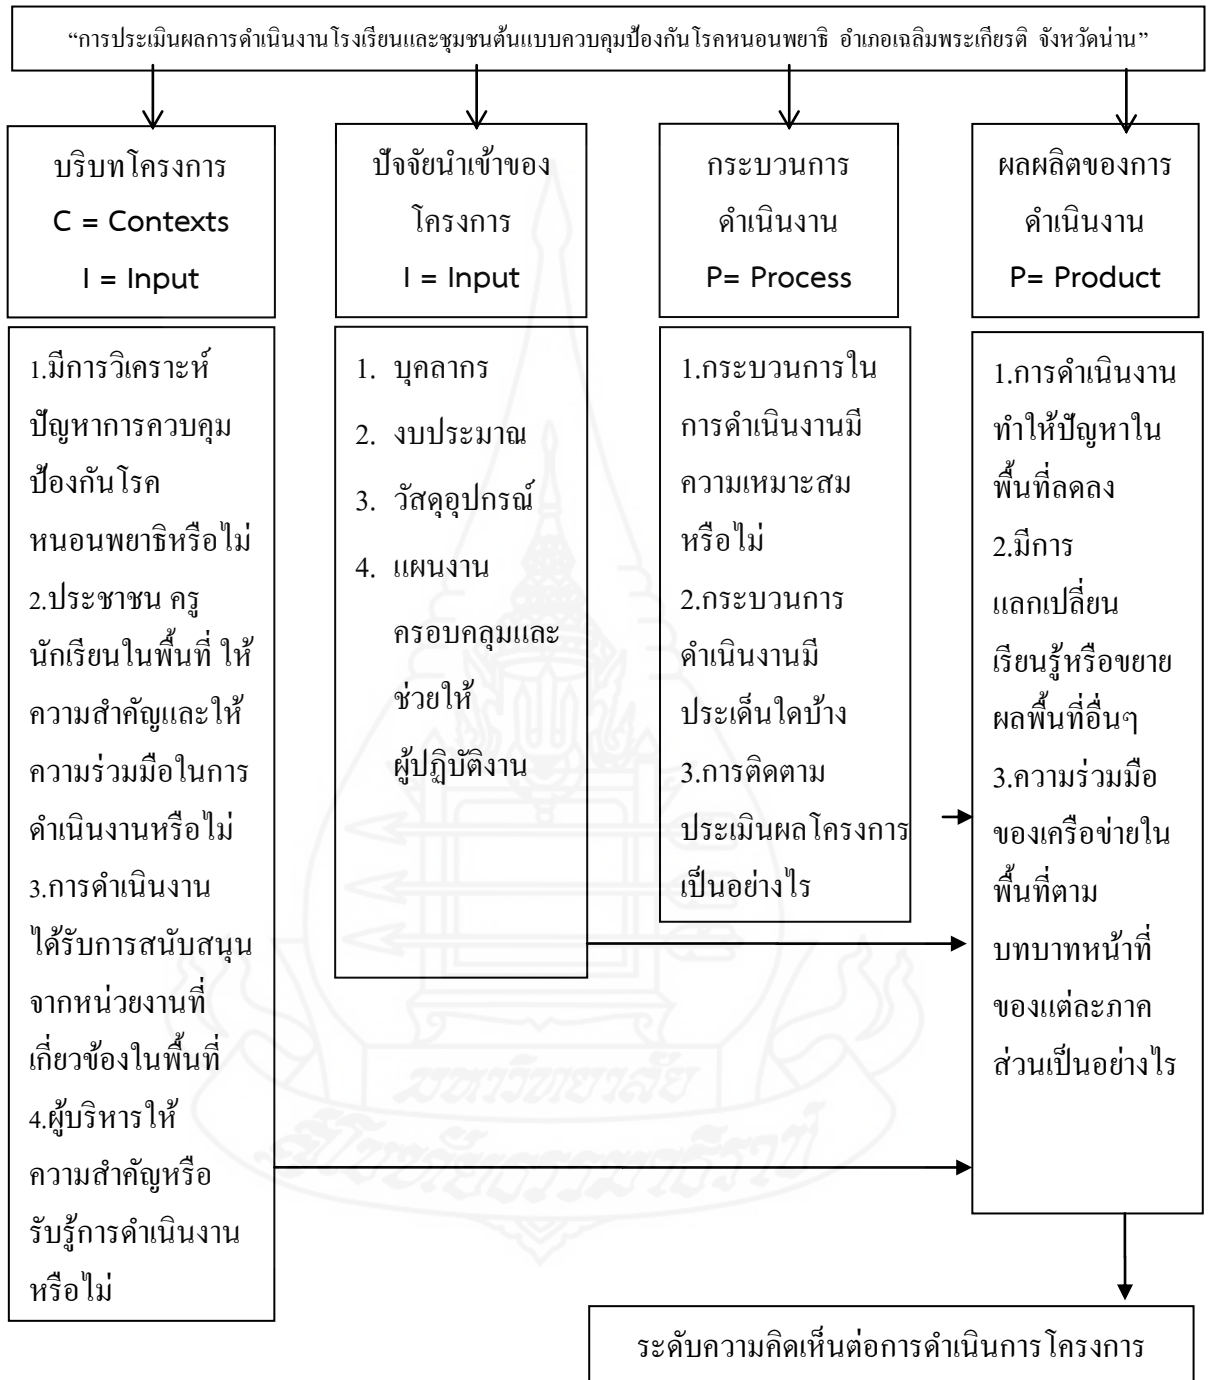 “การประเมินผลการดำเนินงานโรงเรียนและชุมชนต้นแบบควบคุมป้องกันโรคหนอนพยาธิ อำเภอเฉลิมพระเกียรติ จังหวัดน่าน”
บริบทโครงการ
C = Contexts
I = Input
ปัจจัยนำเข้าของ
โครงการ
I = Input
กระบวนการ
ดำเนินงาน
P= Process
ผลผลิตของการ
ดำเนินงาน
P= Product
1.มีการวิเคราะห์
ปัญหาการควบคุม
ป้องกันโรค
หนอนพยาธิหรือไม่
2.ประชาชน ครู
นักเรียนในพื้นที่ ให้
ความสำคัญและให้
ความร่วมมือในการ
ดำเนินงานหรือไม่
3.การดำเนินงาน
ได้รับการสนับสนุน
จากหน่วยงานที่
เกี่ยวข้องในพื้นที่
4.ผู้บริหารให้
ความสำคัญหรือ
รับรู้การดำเนินงาน
หรือไม่
1. บุคลากร
2. งบประมาณ
3. วัสดุอุปกรณ์
4. แผนงาน
ครอบคลุมและ
ช่วยให้
ผู้ปฏิบัติงาน
1.กระบวนการใน
การดำเนินงานมี
ความเหมาะสม
หรือไม่
2.กระบวนการ
ดำเนินงานมี
ประเด็นใดบ้าง
3.การติดตาม
ประเมินผลโครงการ
เป็นอย่างไร
1.การดำเนินงาน
ทำให้ปัญหาใน
พื้นที่ลดลง
2.มีการ
แลกเปลี่ยน
เรียนรู้หรือขยาย
ผลพื้นที่อื่นๆ
3.ความร่วมมือ
ของเครือข่ายใน
พื้นที่ตาม
บทบาทหน้าที่
ของแต่ละภาค
ส่วนเป็นอย่างไร
มหาวิทยาลัย
สุโขทัยธรรมาธิราช
ระดับความคิดเห็นต่อการดำเนินการโครงการ